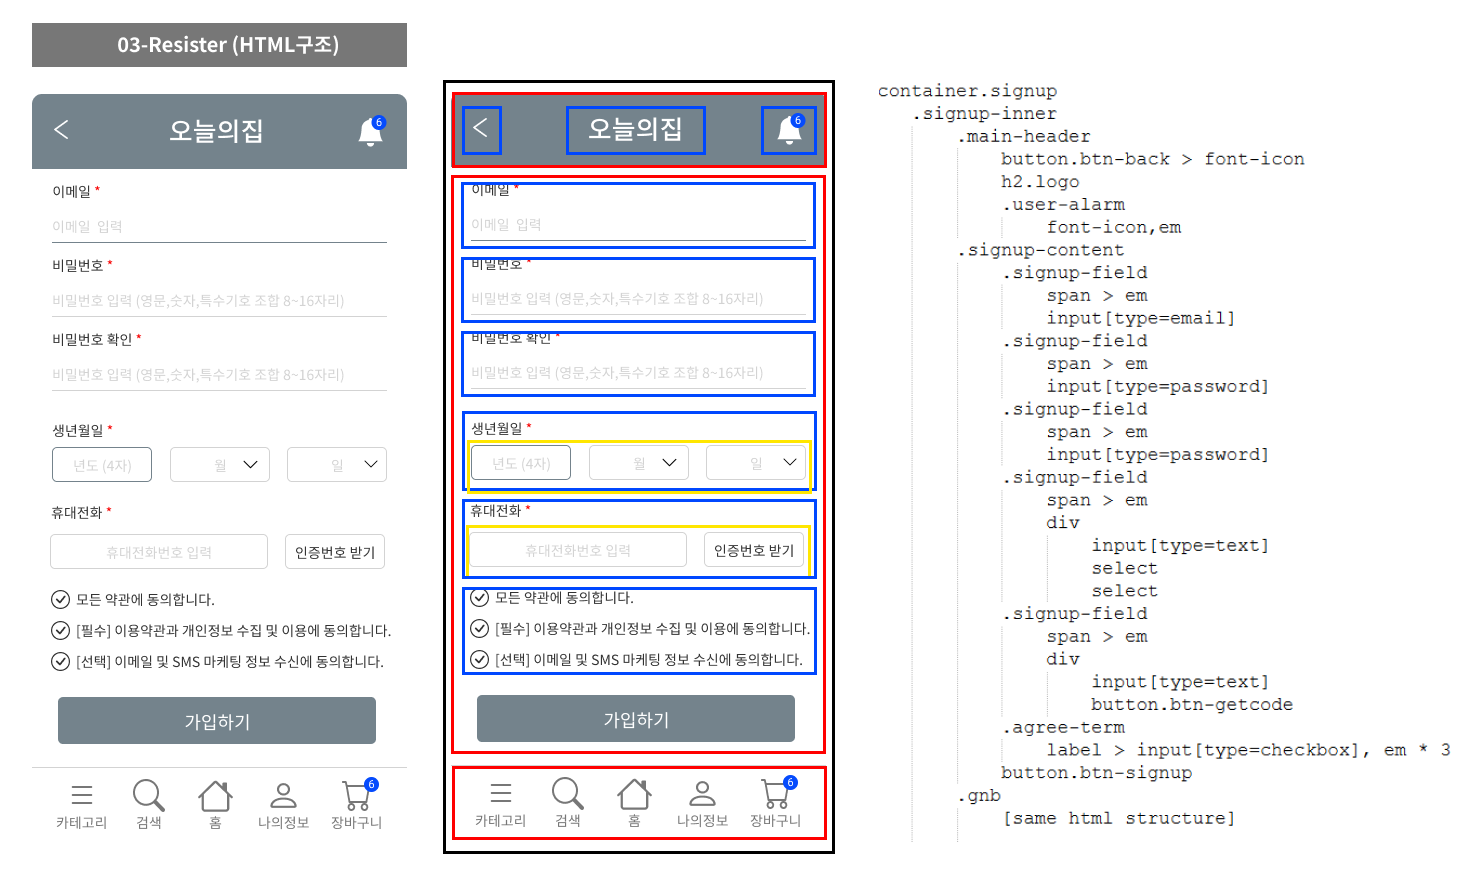 03-Resister (HTML구조)
오늘의집
6
이메일 *
이메일 입력
비밀번호 *
비밀번호 입력 (영문,숫자,특수기호 조합 8~16자리)
비밀번호 확인 *
비밀번호 입력 (영문,숫자,특수기호 조합 8~16자리)
생년월일 *
년도 (4자) 월 일
휴대전화 *
휴대전화번호 입력 인증번호 받기
모든 약관에 동의합니다.
[필수] 이용약관과 개인정보 수집 및 이용에 동의합니다.
[선택] 이메일 및 SMS 마케팅 정보 수신에 동의합니다.
가입하기
6
카테고리 검색 홈 나의정보 장바구니
오늘의집
6
이메일 *
이메일 입력
비밀번호 *
비밀번호 입력 (영문,숫자,특수기호 조합 8~16자리)
비밀번호 확인 *
비밀번호 입력 (영문,숫자,특수기호 조합 8~16자리)
생년월일 *
년도 (4자) 월 일
휴대전화 *
휴대전화번호 입력 인증번호 받기
모든 약관에 동의합니다.
[필수] 이용약관과 개인정보 수집 및 이용에 동의합니다.
[선택] 이메일 및 SMS 마케팅 정보 수신에 동의합니다.
가입하기
6
카테고리 검색 홈 나의정보 장바구니
container.signup
.signup-inner
.main-header
button.btn-back > font-icon
h2.logo
.user-alarm
font-icon,em
.signup-content
.signup-field
span > em
input[type=email]
.signup-field
span > em
input[type=password]
.signup-field
span > em
input[type=password]
.signup-field
span > em
div
input[type=text]
select
select
.signup-field
span > em
div
input[type=text]
button.btn-getcode
.agree-term
label > input[type=checkbox], em * 3
button.btn-signup
.gnb
[same html structure]